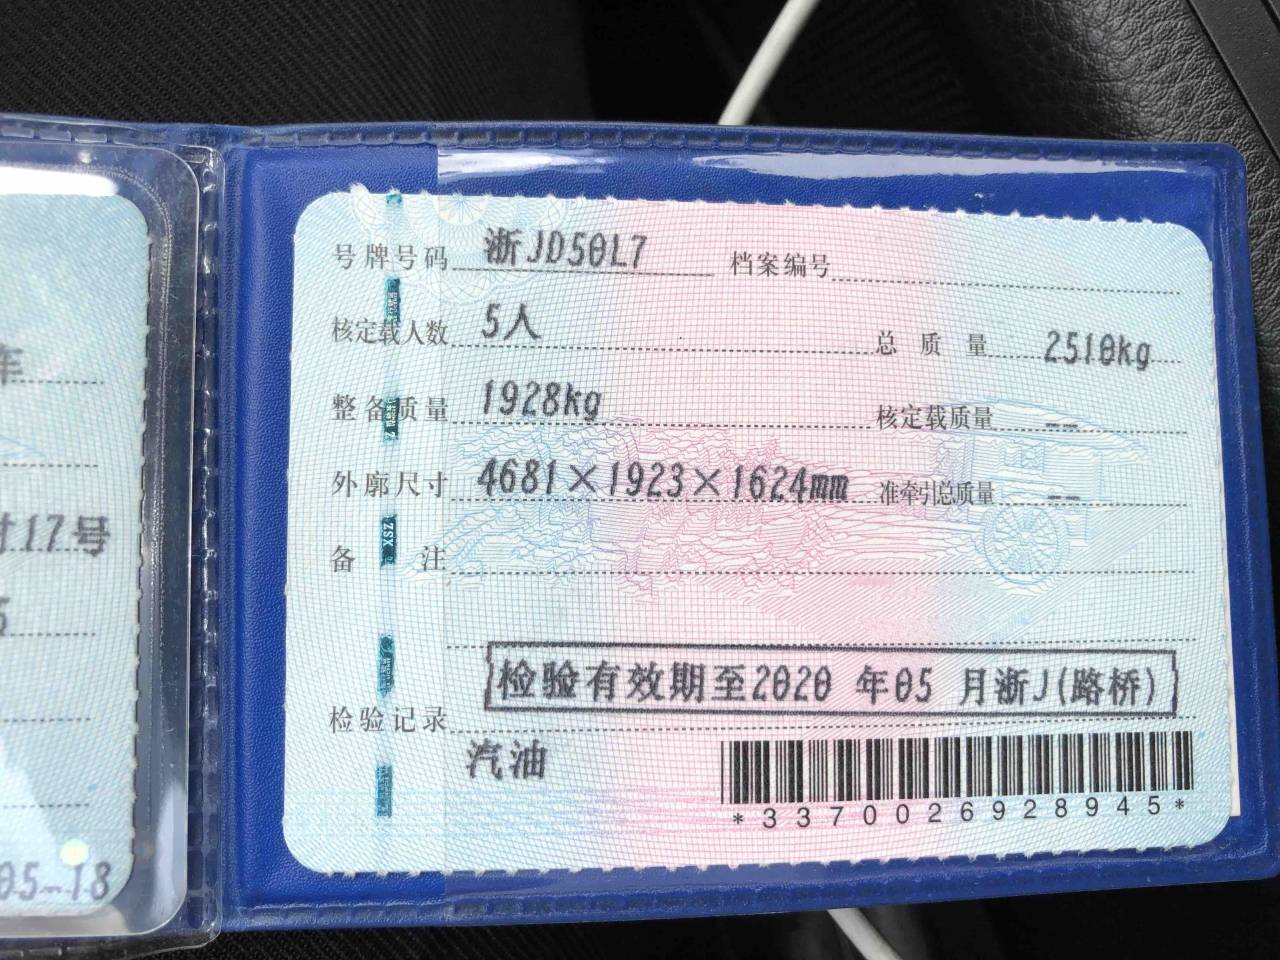 车
17号
05-18
号牌号码 浙JD50L7 档案编号
核定载人数 5人 总质量 2510kg
整备质量 1928kg 核定载质量 --
外廓尺寸 4681×1923×1624mm 准牵引总质量 --
备注
检验有效期至2020 年05 月浙J(路桥)
检验记录
汽油
*3370026928945*
XSZ